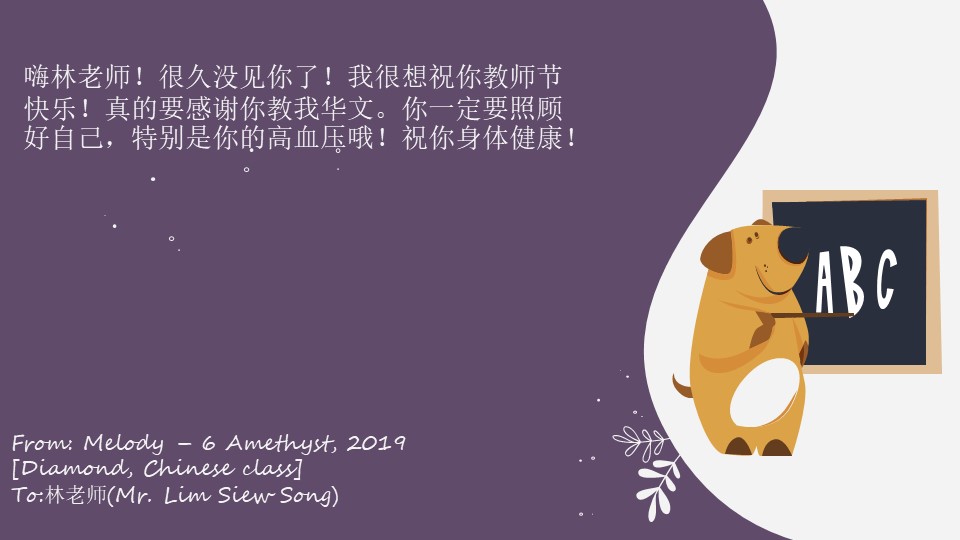 嗨林老师！很久没见你了！我很想祝你教师节
快乐！真的要感谢你教我华文。你一定要照顾
好自己，特别是你的高血压哦！祝你身体健康！
ABC
From: Melody – 6 Amethyst, 2019
[Diamond, Chinese class]
To:林老师(Mr. Lim Siew Song)